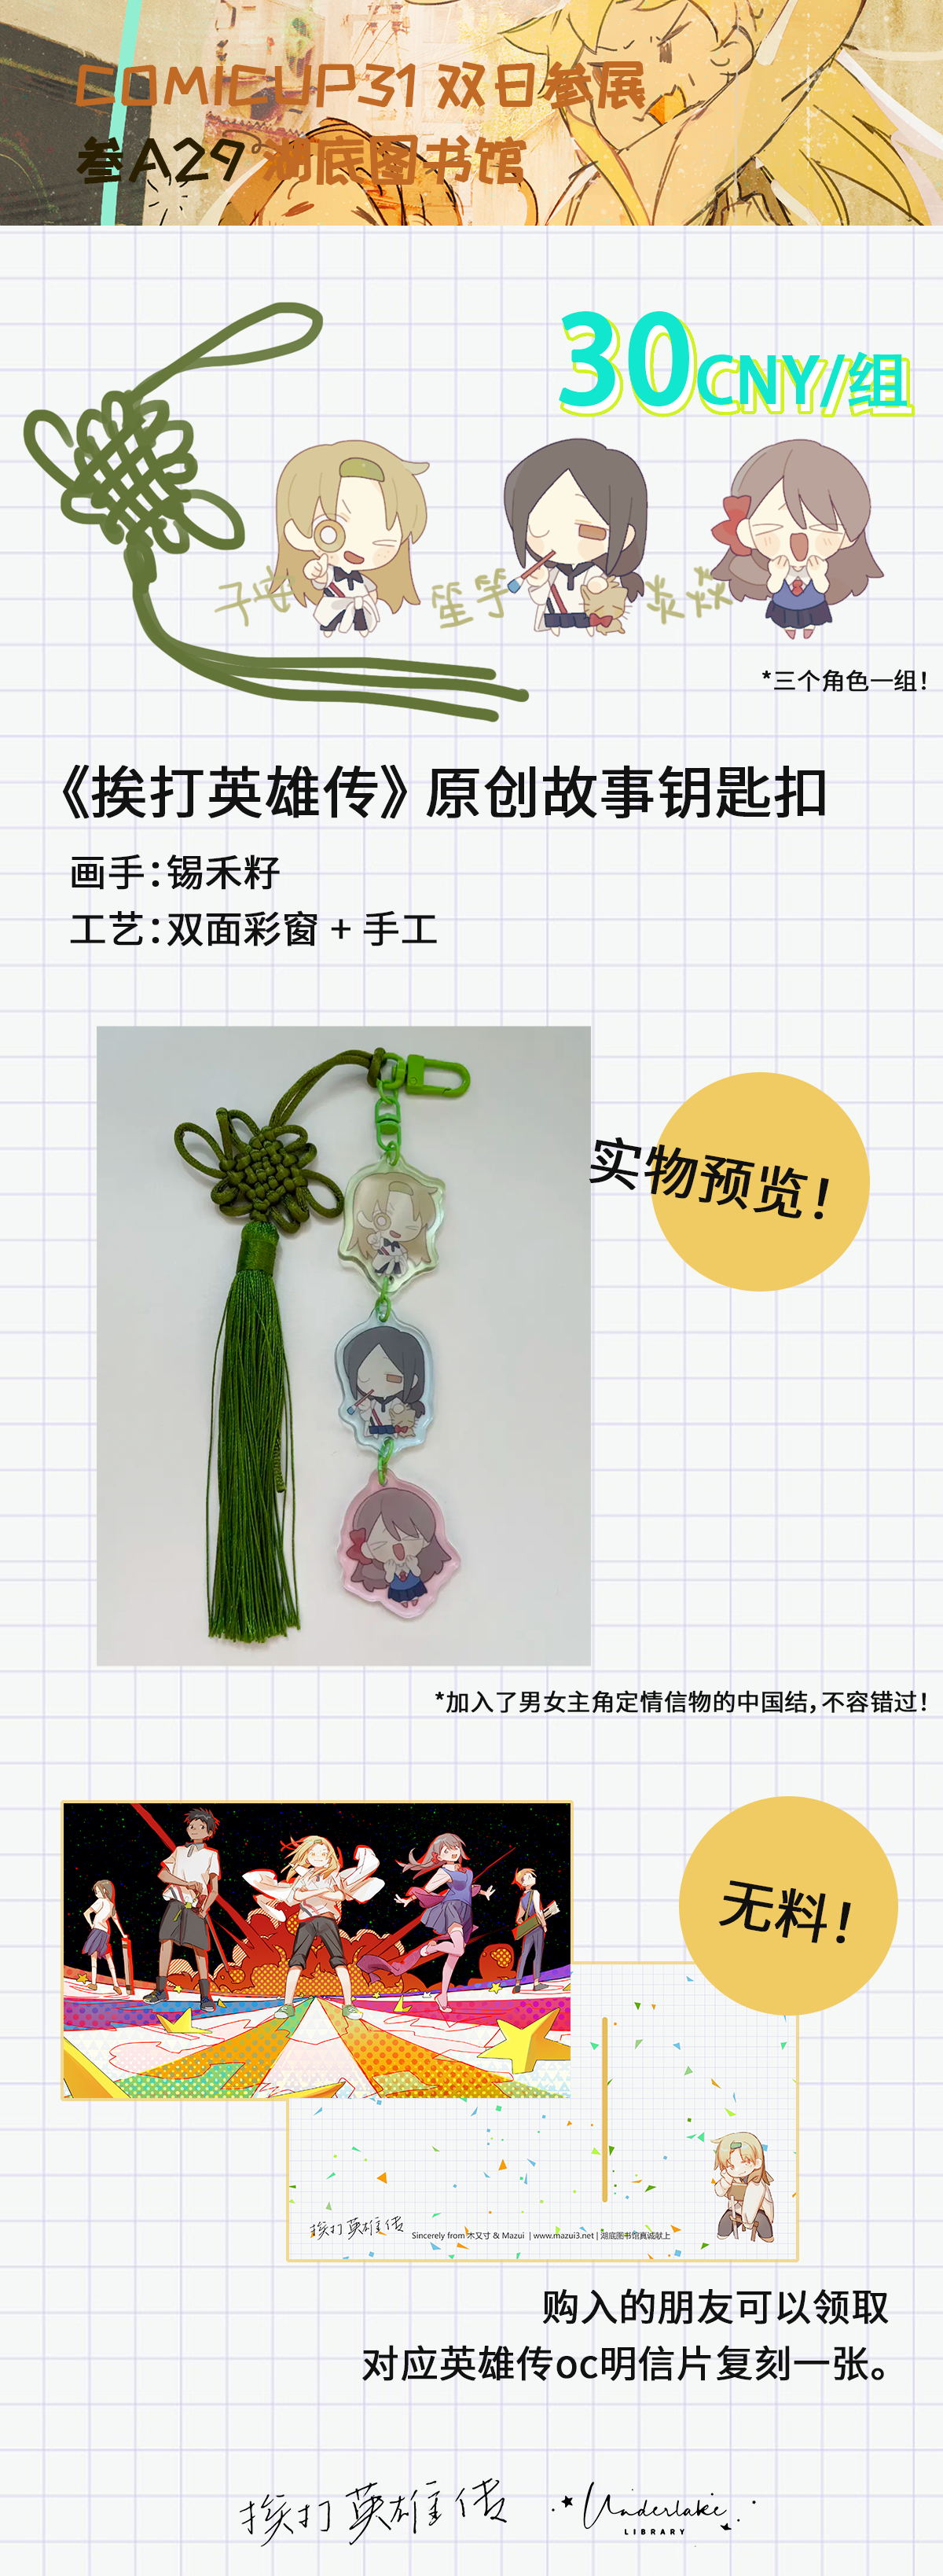 COMICUP31 双日参展
叁A29 湖底图书馆
30CNY/组
子安 笙竽 炎焱
*三个角色一组！
《挨打英雄传》原创故事钥匙扣
画手：锡禾籽
工艺：双面彩窗 + 手工
实物预览！
*加入了男女主角定情信物的中国结，不容错过！
无料！
挨打英雄传 Sincerely from 木又寸 & Mazui | www.mazui3.net | 湖底图书馆真诚献上
购入的朋友可以领取
对应英雄传oc明信片复刻一张。
挨打英雄传 Underlake
LIBRARY